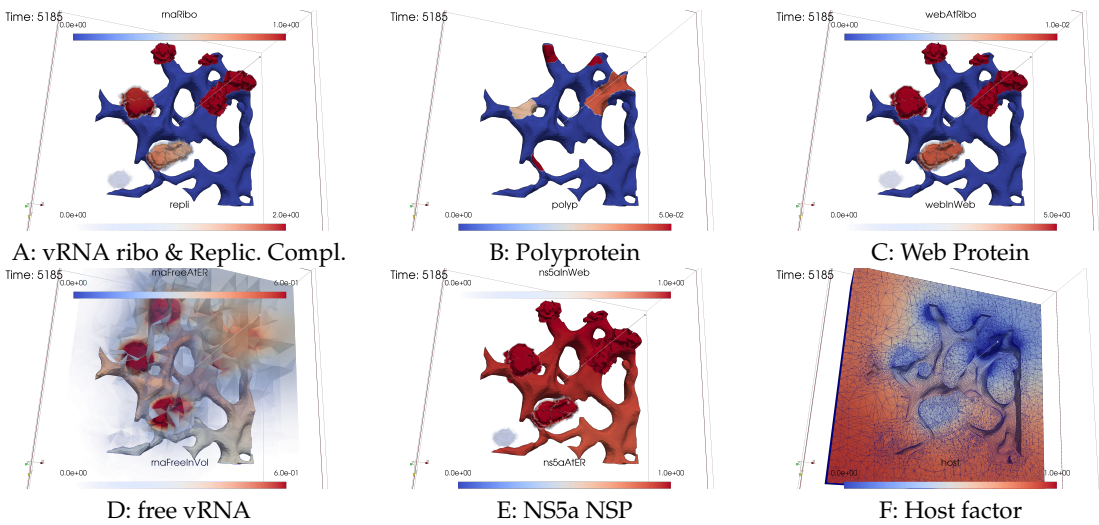 Time: 5185
rnaRibo
0.0e+00
1.0e+00
repli
0.0e+00
2.0e+00
A: vRNA ribo & Replic. Compl.
Time: 5185
polyp
0.0e+00
5.0e-02
B: Polyprotein
Time: 5185
webAtRibo
0.0e+00
1.0e-02
webInWeb
0.0e+00
5.0e+00
C: Web Protein
Time: 5185
rnaFreeAtER
0.0e+00
6.0e-01
rnaFreeInVol
0.0e+00
6.0e-01
D: free vRNA
Time: 5185
ns5aInWeb
0.0e+00
1.0e+00
ns5aAtER
0.0e+00
1.0e+00
E: NS5a NSP
Time: 5185
host
0.0e+00
1.0e+00
F: Host factor